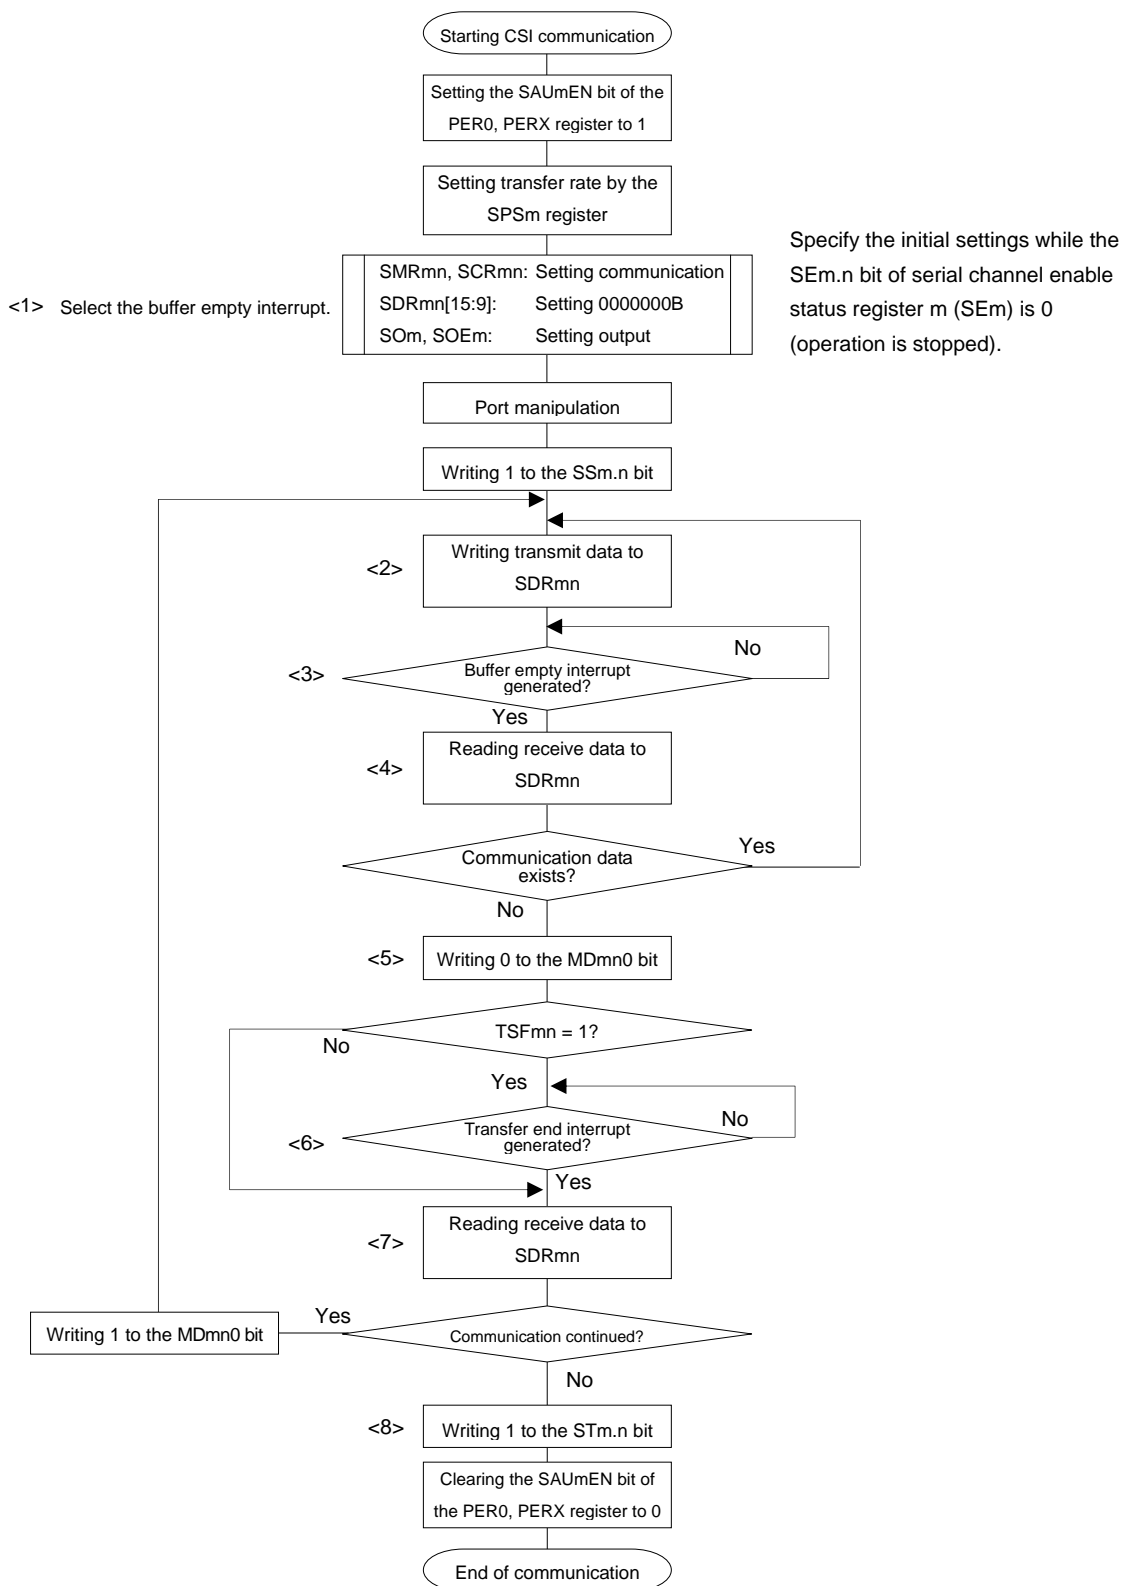 Starting CSI communication
Setting the SAUmEN bit of the
PER0, PERX register to 1
Setting transfer rate by the
SPSm register
Specify the initial settings while the
SEm.n bit of serial channel enable
status register m (SEm) is 0
(operation is stopped).
<1> Select the buffer empty interrupt.
SMRmn, SCRmn: Setting communication
SDRmn[15:9]: Setting 0000000B
SOm, SOEm: Setting output
Port manipulation
Writing 1 to the SSm.n bit
<2>
Writing transmit data to
SDRmn
No
<3>
Buffer empty interrupt
generated?
Yes
<4>
Reading receive data to
SDRmn
Yes
Communication data
exists?
No
<5>
Writing 0 to the MDmn0 bit
TSFmn = 1?
No
Yes
No
<6>
Transfer end interrupt
generated?
Yes
<7>
Reading receive data to
SDRmn
Yes
Writing 1 to the MDmn0 bit
Communication continued?
No
<8>
Writing 1 to the STm.n bit
Clearing the SAUmEN bit of
the PER0, PERX register to 0
End of communication